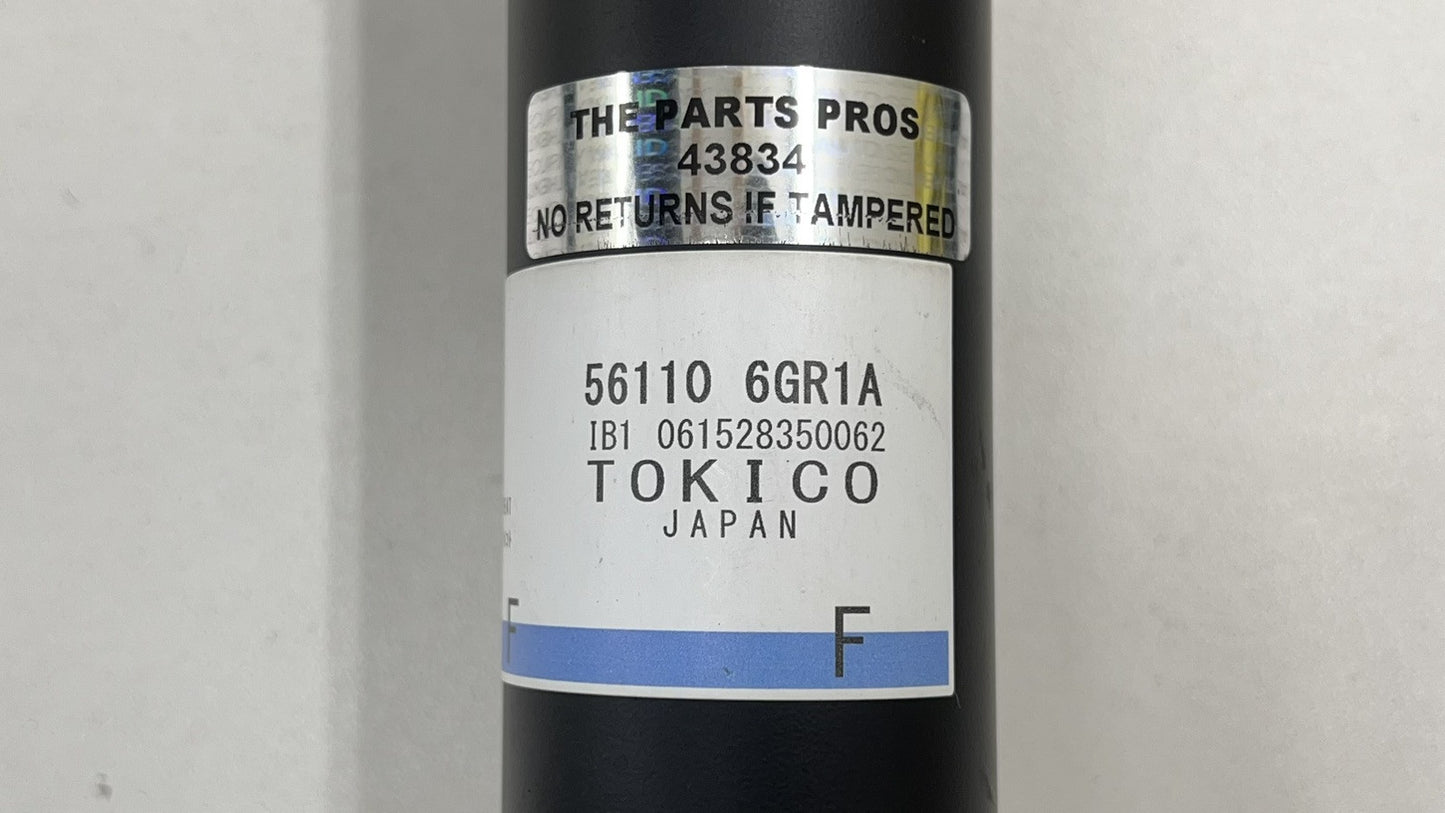 THE PARTS PROS
43834
NO RETURNS IF TAMPERED
56110 6GR1A
IB1 061528350062
TOKICO
JAPAN
F F